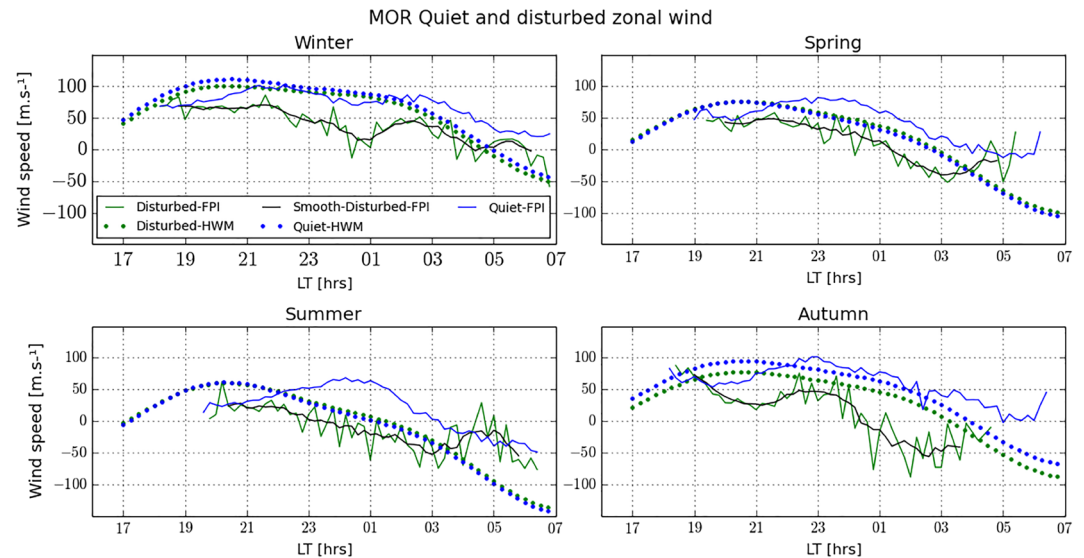 MOR Quiet and disturbed zonal wind
Winter
Wind speed [m.s-¹]
100
50
0
−50
−100
Disturbed-FPI
Smooth-Disturbed-FPI
Quiet-FPI
Disturbed-HWM
Quiet-HWM
17 19 21 23 01 03 05 07
LT [hrs]
Spring
100
50
0
−50
−100
17 19 21 23 01 03 05 07
LT [hrs]
Summer
Wind speed [m.s-¹]
100
50
0
−50
−100
17 19 21 23 01 03 05 07
LT [hrs]
Autumn
100
50
0
−50
−100
17 19 21 23 01 03 05 07
LT [hrs]